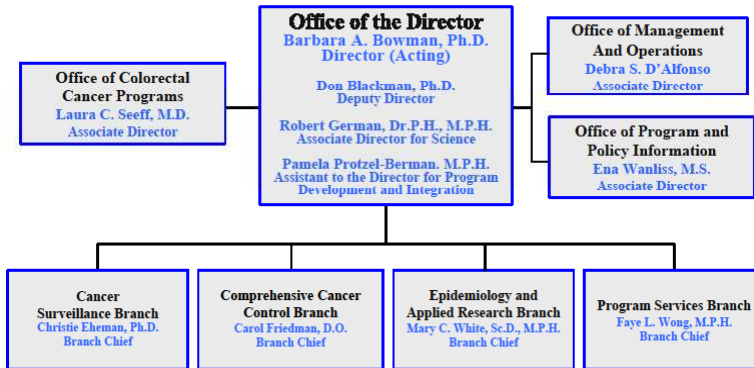 Office of the Director
Barbara A. Bowman, Ph.D.
Director (Acting)
Don Blackman, Ph.D.
Deputy Director
Robert German, Dr.P.H., M.P.H.
Associate Director for Science
Pamela Protzel-Berman. M.P.H.
Assistant to the Director for Program
Development and Integration
Office of Colorectal
Cancer Programs
Laura C. Seeff, M.D.
Associate Director
Office of Management
And Operations
Debra S. D'Alfonso
Associate Director
Office of Program and
Policy Information
Ena Wanliss, M.S.
Associate Director
Cancer
Surveillance Branch
Christie Eheman, Ph.D.
Branch Chief
Comprehensive Cancer
Control Branch
Carol Friedman, D.O.
Branch Chief
Epidemiology and
Applied Research Branch
Mary C. White, Sc.D., M.P.H.
Branch Chief
Program Services Branch
Faye L. Wong, M.P.H.
Branch Chief